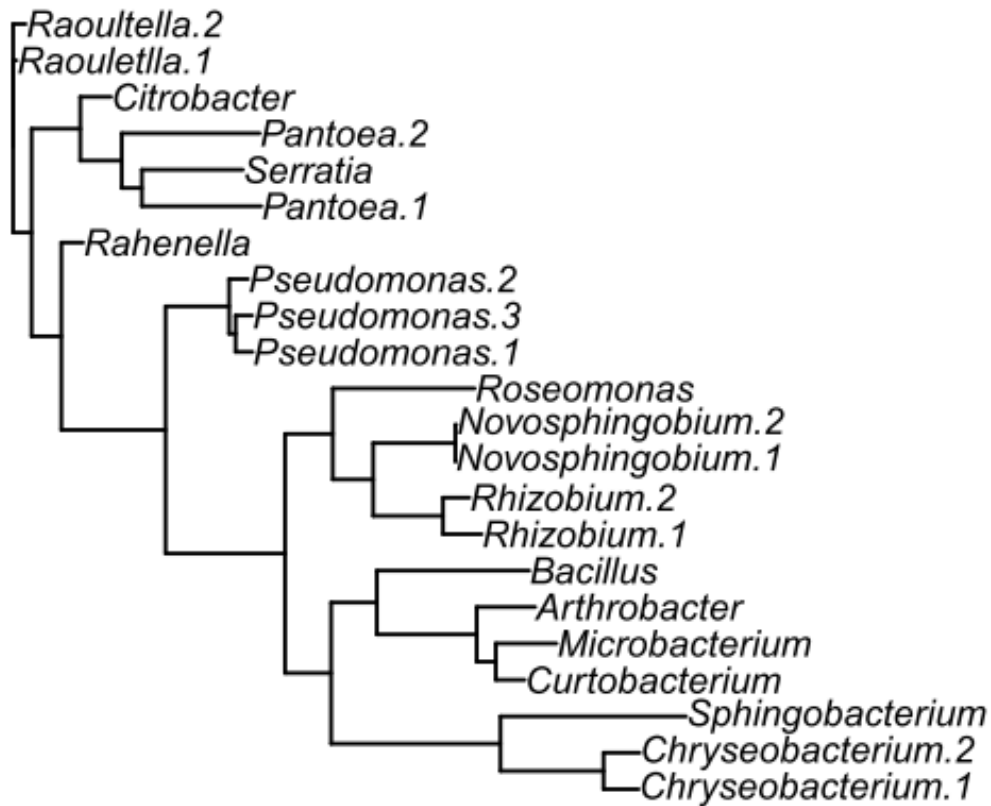 Raoultella.2
Raouletlla.1
Citrobacter
Pantoea.2
Serratia
Pantoea.1
Rahenella
Pseudomonas.2
Pseudomonas.3
Pseudomonas.1
Roseomonas
Novosphingobium.2
Novosphingobium.1
Rhizobium.2
Rhizobium.1
Bacillus
Arthrobacter
Microbacterium
Curtobacterium
Sphingobacterium
Chryseobacterium.2
Chryseobacterium.1